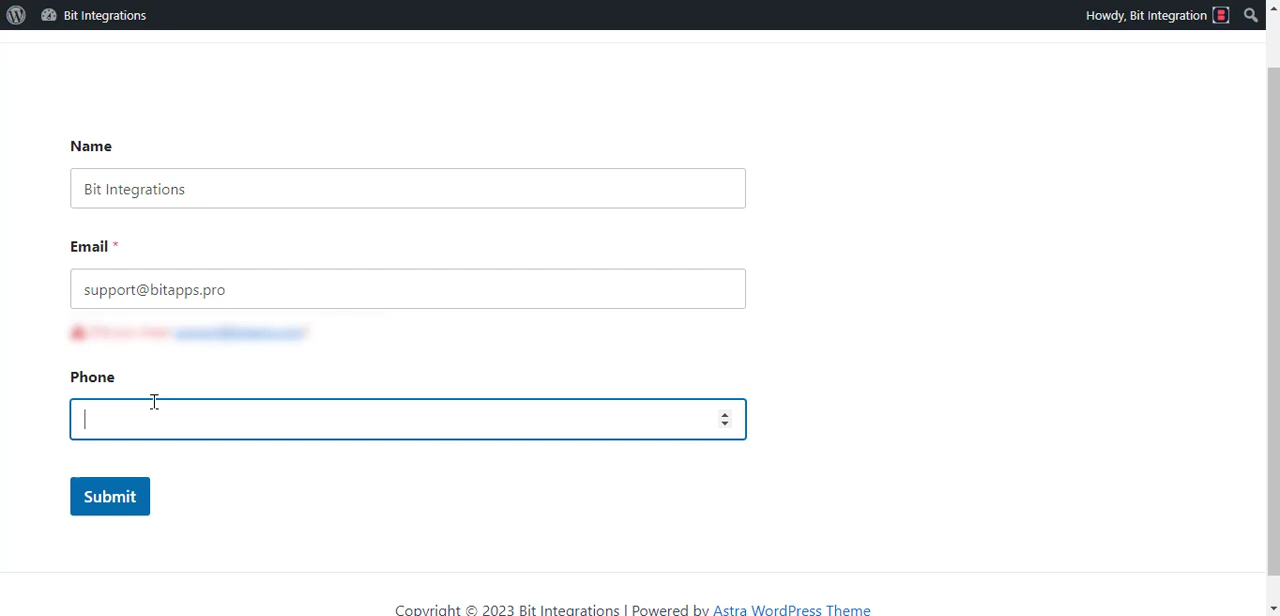 Bit Integrations
Howdy, Bit Integration
Name
Bit Integrations
Email *
support@bitapps.pro
Phone
Submit
Copyright © 2023 Bit Integrations | Powered by Astra WordPress Theme